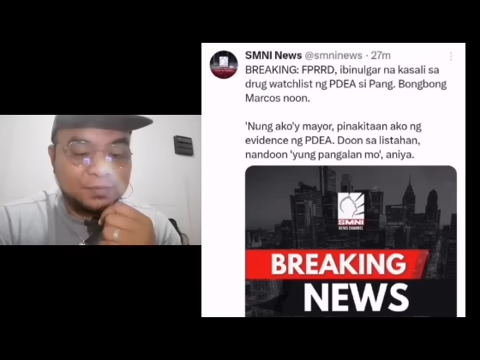 SMNI News @smninews · 27m
BREAKING: FPRRD, ibinulgar na kasali sa
drug watchlist ng PDEA si Pang. Bongbong
Marcos noon.
'Nung ako'y mayor, pinakitaan ako ng
evidence ng PDEA. Doon sa listahan,
nandoon 'yung pangalan mo', aniya.
SMNI
NEWS CHANNEL
BREAKING
NEWS